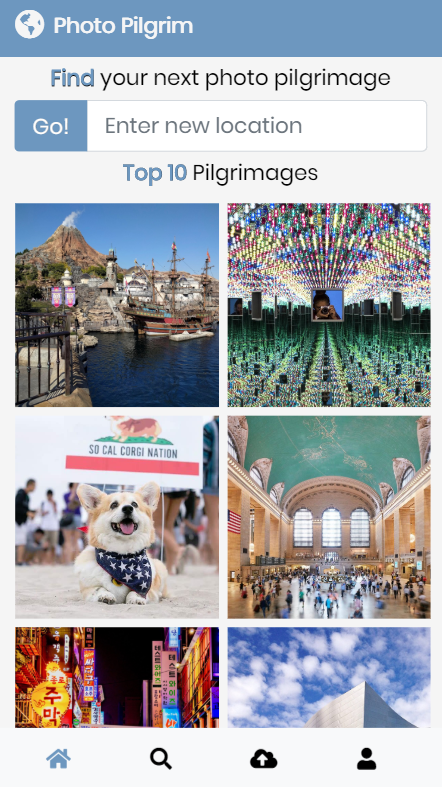 Photo Pilgrim
Find your next photo pilgrimage
Go!
Enter new location
Top 10 Pilgrimages
SO CAL CORGI NATION
주
마